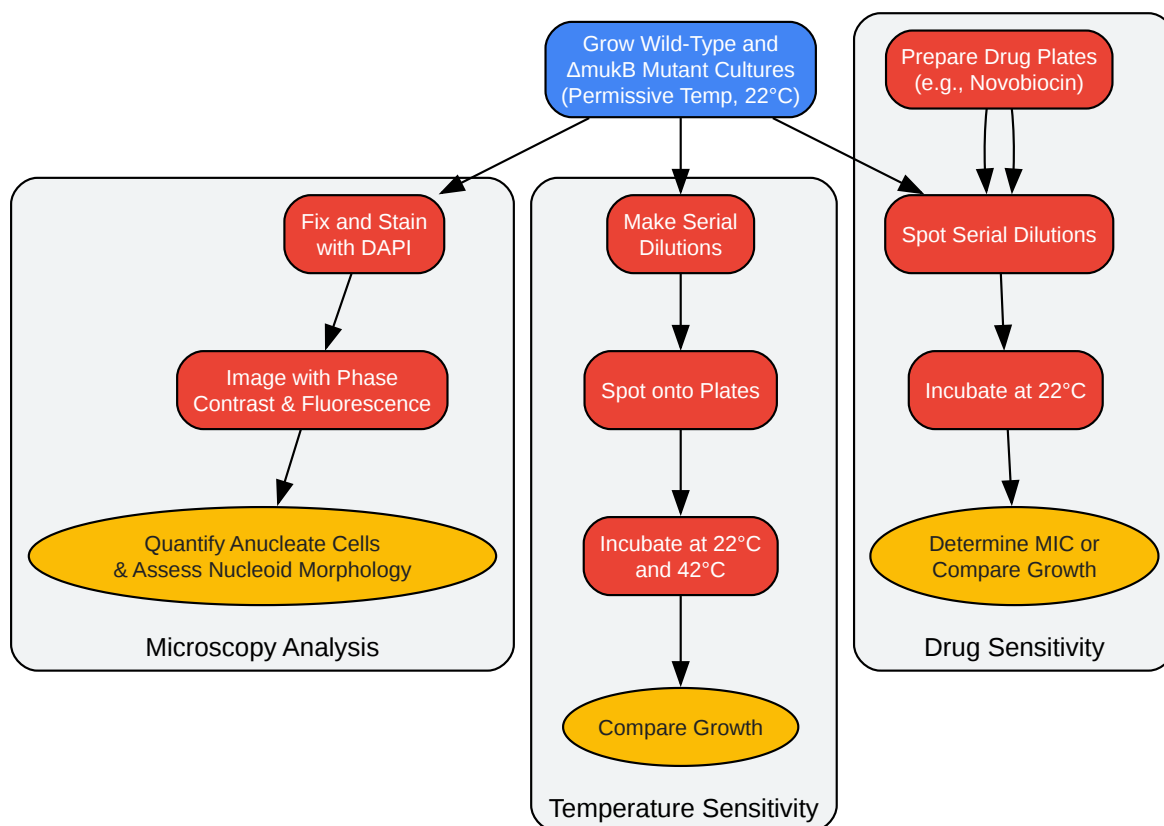 Grow Wild-Type and
ΔmukB Mutant Cultures
(Permissive Temp, 22°C)
Prepare Drug Plates
(e.g., Novobiocin)
Fix and Stain
with DAPI
Make Serial
Dilutions
Spot Serial Dilutions
Image with Phase
Contrast & Fluorescence
Spot onto Plates
Incubate at 22°C
Quantify Anucleate Cells
& Assess Nucleoid Morphology
Incubate at 22°C
and 42°C
Determine MIC or
Compare Growth
Microscopy Analysis
Drug Sensitivity
Compare Growth
Temperature Sensitivity